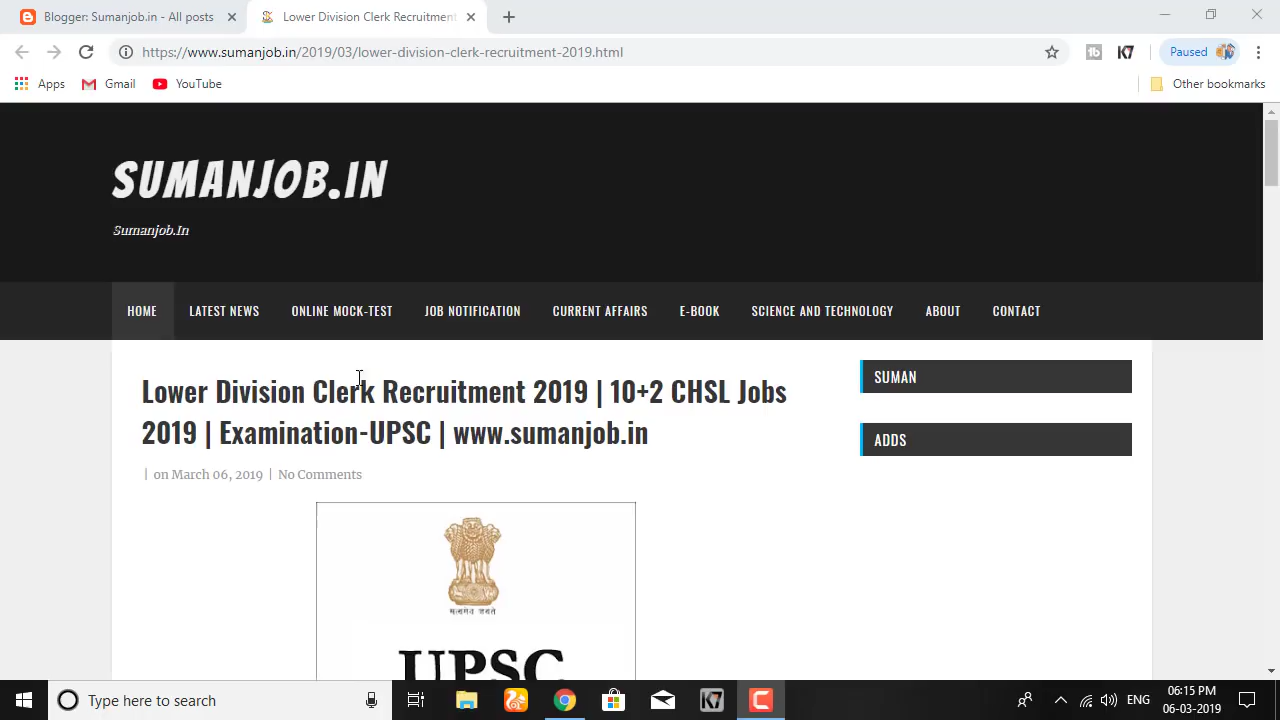 Blogger: Sumanjob.in - All posts
Lower Division Clerk Recruitment
https://www.sumanjob.in/2019/03/lower-division-clerk-recruitment-2019.html
Paused
Apps
Gmail
YouTube
Other bookmarks
SUMANJOB.IN
Sumanjob.In
HOME LATEST NEWS ONLINE MOCK-TEST JOB NOTIFICATION CURRENT AFFAIRS E-BOOK SCIENCE AND TECHNOLOGY ABOUT CONTACT
Lower Division Clerk Recruitment 2019 | 10+2 CHSL Jobs
2019 | Examination-UPSC | www.sumanjob.in
| on March 06, 2019 | No Comments
SUMAN
ADDS
सत्यमेव जयते
UPSC
Type here to search
ENG
06:15 PM
06-03-2019